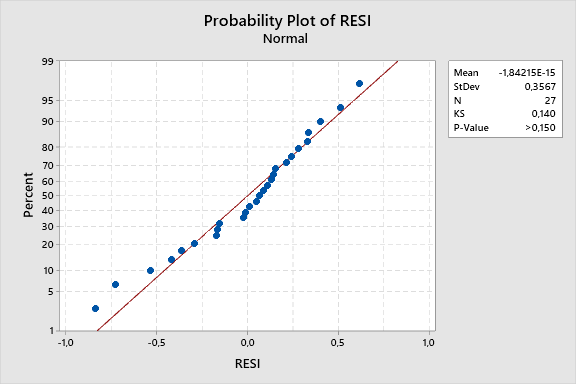 Probability Plot of RESI
Normal
99
95
90
80
70
60
50
40
30
20
10
5
1
Percent
-1,0
-0,5
0,0
0,5
1,0
RESI
Mean -1,84215E-15
StDev 0,3567
N 27
KS 0,140
P-Value >0,150